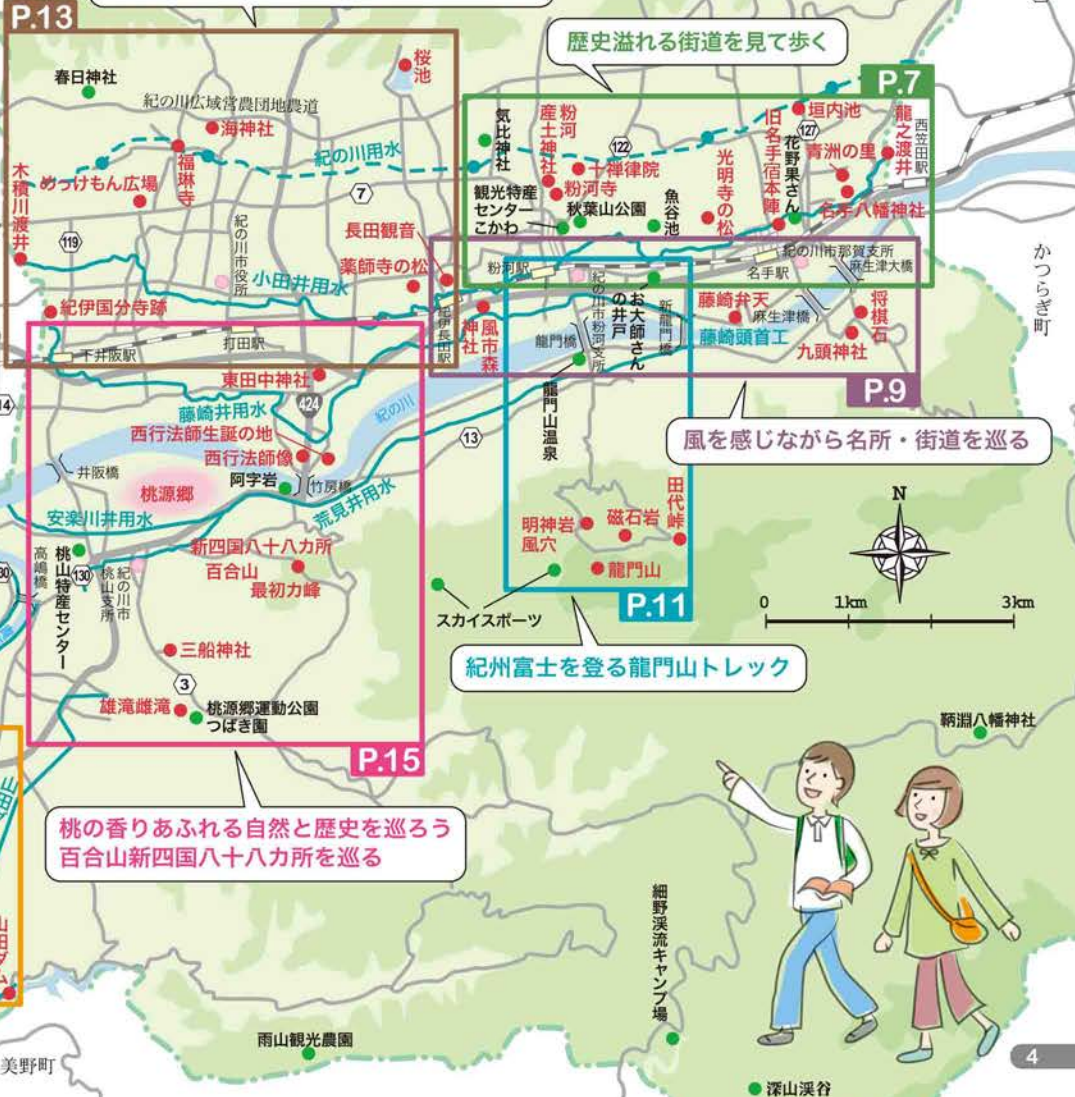 P.13
歴史溢れる街道を見て歩く
P.7
桜池
春日神社
紀の川広域営農団地農道
海神社
福琳寺
紀の川用水
木積川渡井
めっけもん広場
7
119
紀の川市役所
長田観音
薬師寺の松
小田井用水
紀伊国分寺跡
気比神社
粉河産土神社
122
十禅律院
粉河寺
観光特産センターこかわ
秋葉山公園
魚谷池
光明寺の松
旧名手宿本陣
花野果さん
垣内池
127
青洲の里
龍之渡井
西笠田駅
名手八幡神社
紀の川市那賀支所
麻生津大橋
粉河駅
名手駅
かつらぎ町
下井阪駅
打田駅
紀伊長田駅
風市森神社
龍門橋
紀の川市粉河支所
お大師さんの井戸
新龍門橋
藤崎弁天
麻生津橋
藤崎頭首工
将棋石
九頭神社
P.9
風を感じながら名所・街道を巡る
東田中神社
424
藤崎井用水
紀の川
西行法師生誕の地
西行法師像
13
龍門山温泉
14
井阪橋
桃源郷
阿字岩
竹房橋
荒見井用水
安楽川井用水
田代峠
磁石岩
明神岩
風穴
龍門山
P.11
N
高嶋橋
桃山特産センター
130
紀の川市桃山支所
新四国八十八カ所
百合山
最初カ峰
30
スカイスポーツ
0 1km 3km
紀州富士を登る龍門山トレック
三船神社
3
雄滝雌滝
桃源郷運動公園
つばき園
P.15
鞆淵八幡神社
桃の香りあふれる自然と歴史を巡ろう
百合山新四国八十八カ所を巡る
山田ダム
細野渓流キャンプ場
雨山観光農園
美野町
深山渓谷
4